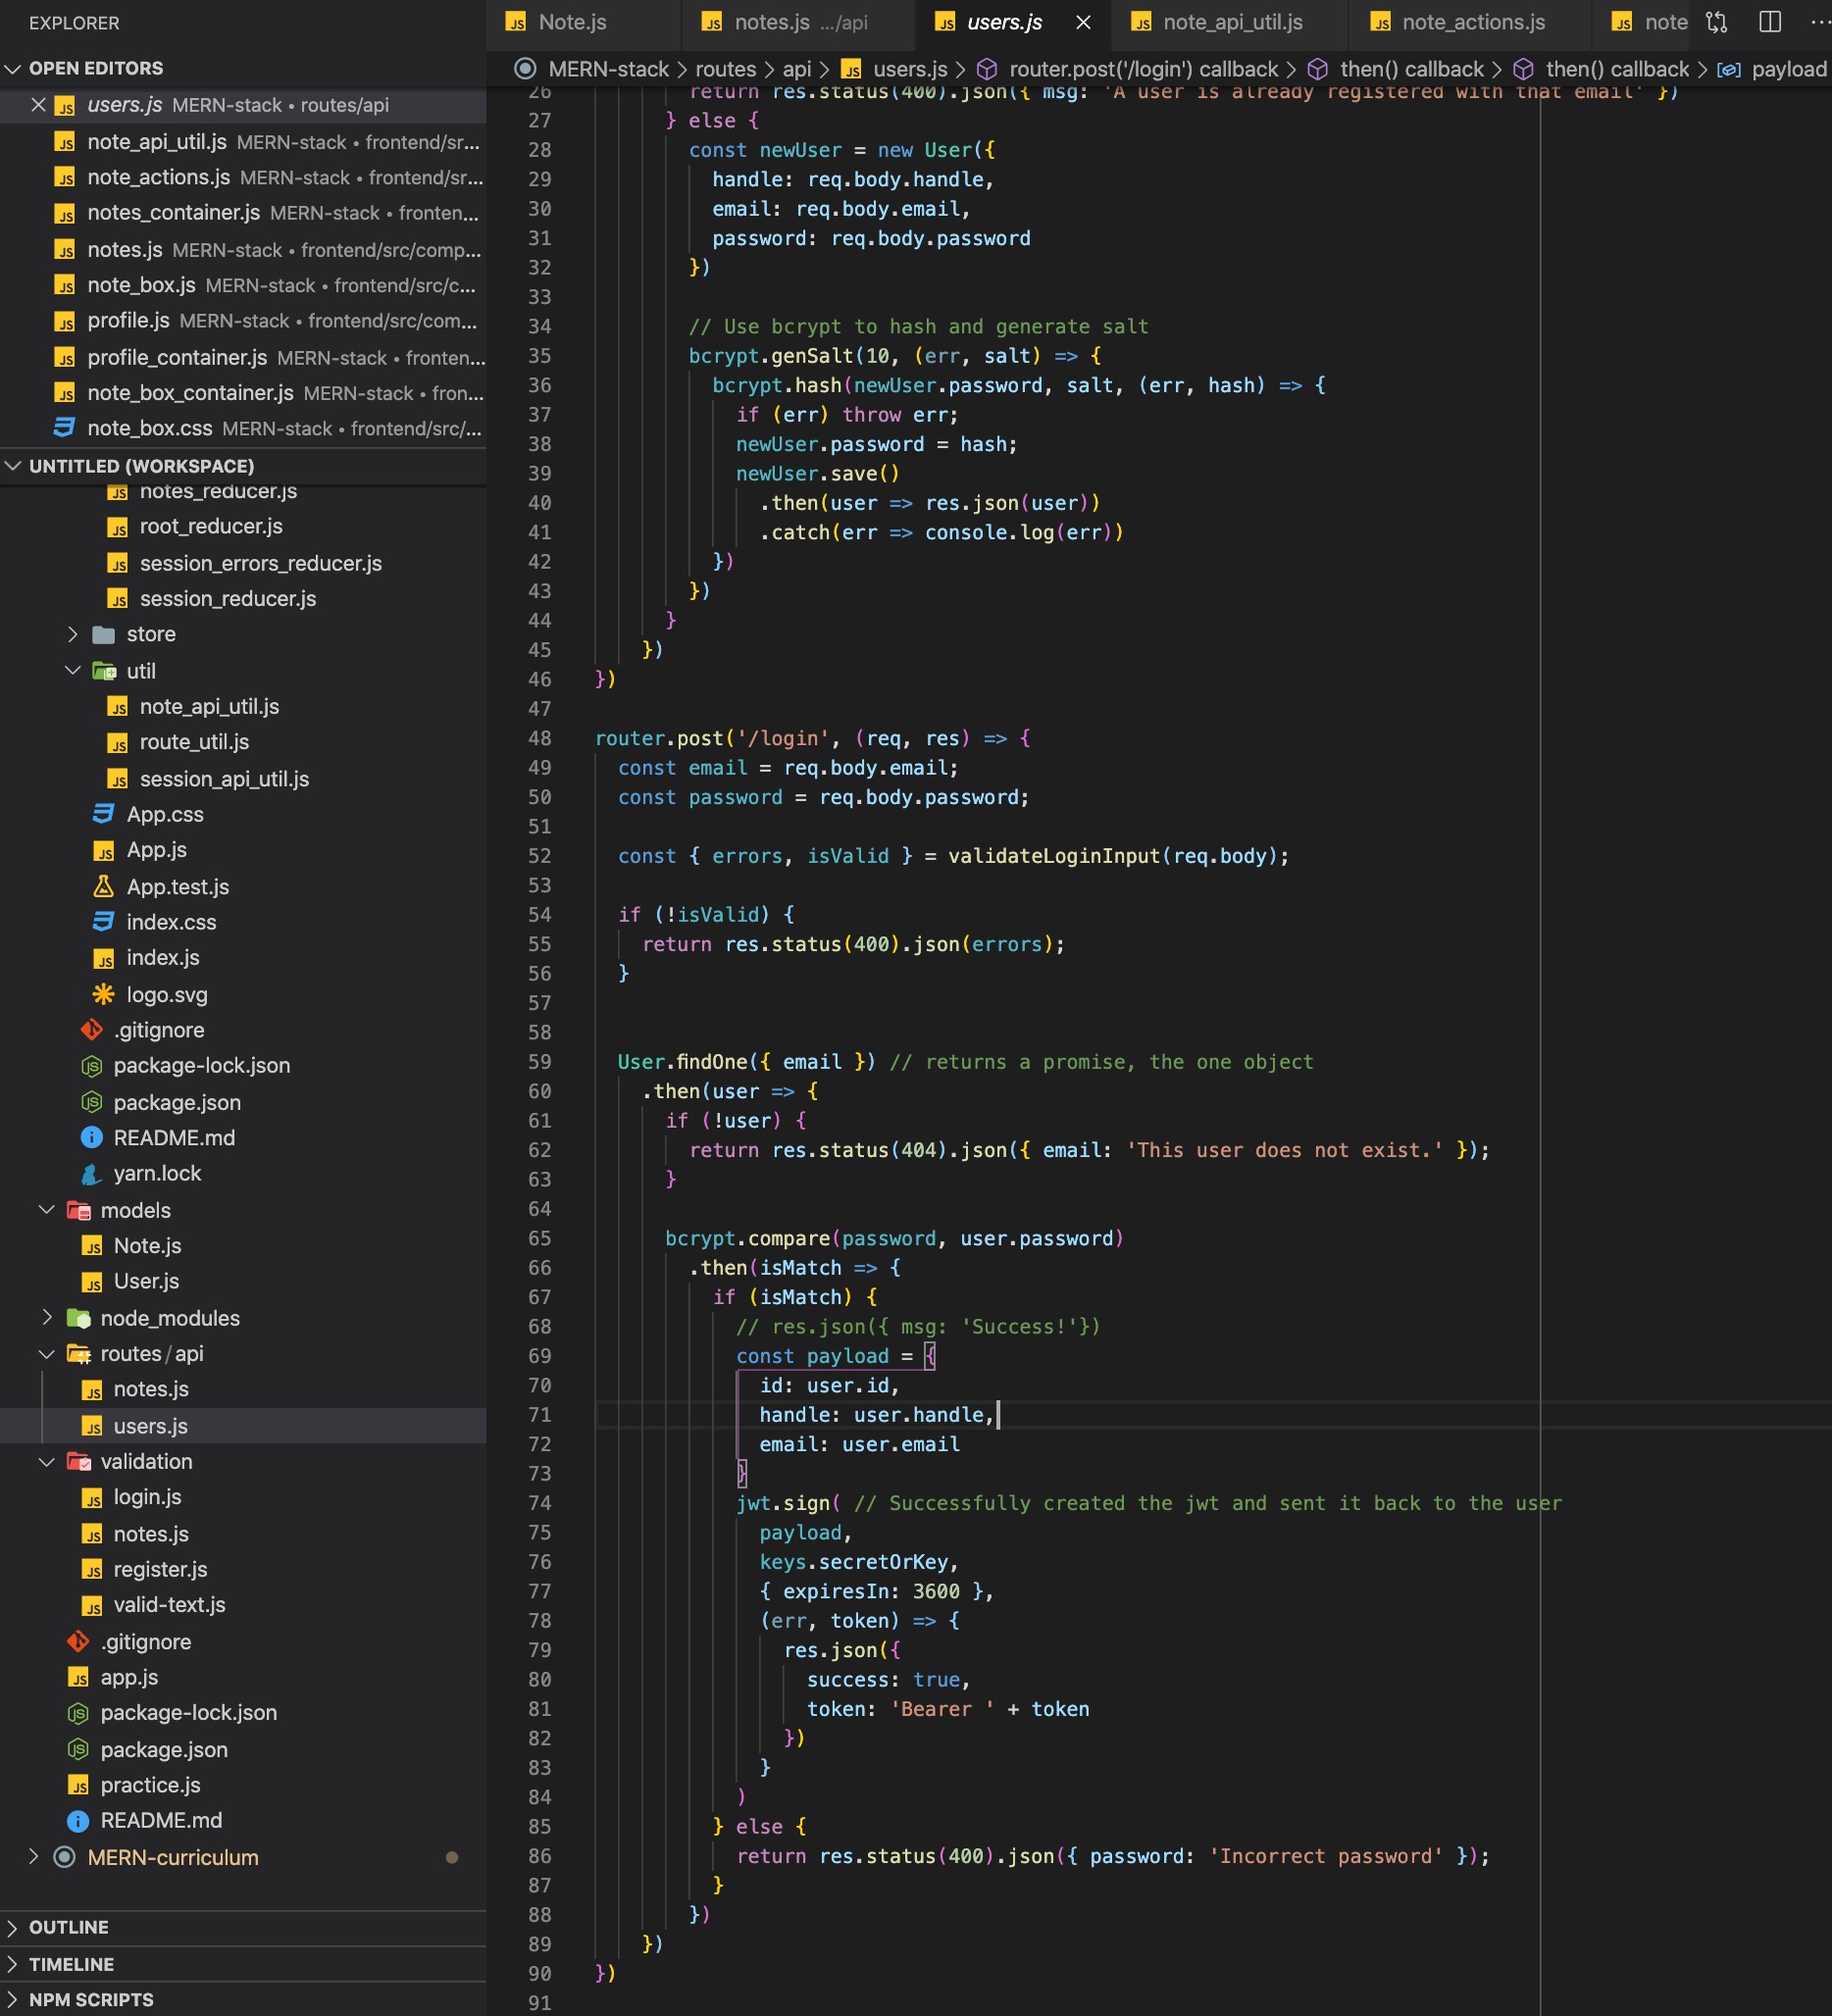 EXPLORER
OPEN EDITORS
users.js MERN-stack • routes/api
note_api_util.js MERN-stack • frontend/sr...
note_actions.js MERN-stack • frontend/sr...
notes_container.js MERN-stack • fronten...
notes.js MERN-stack • frontend/src/comp...
note_box.js MERN-stack • frontend/src/c...
profile.js MERN-stack • frontend/src/com...
profile_container.js MERN-stack • fronten...
note_box_container.js MERN-stack • fron...
note_box.css MERN-stack • frontend/src/...
UNTITLED (WORKSPACE)
notes_reducer.js
root_reducer.js
session_errors_reducer.js
session_reducer.js
store
util
note_api_util.js
route_util.js
session_api_util.js
App.css
App.js
App.test.js
index.css
index.js
logo.svg
.gitignore
package-lock.json
package.json
README.md
yarn.lock
models
Note.js
User.js
node_modules
routes/api
notes.js
users.js
validation
login.js
notes.js
register.js
valid-text.js
.gitignore
app.js
package-lock.json
package.json
practice.js
README.md
MERN-curriculum
OUTLINE
TIMELINE
NPM SCRIPTS
Note.js notes.js .../api users.js note_api_util.js note_actions.js note
MERN-stack > routes > api > users.js > router.post('/login') callback > then() callback > then() callback > payload
26 return res.status(400).json({ msg: 'A user is already registered with that email' })
27 } else {
28 const newUser = new User({
29 handle: req.body.handle,
30 email: req.body.email,
31 password: req.body.password
32 })
33
34 // Use bcrypt to hash and generate salt
35 bcrypt.genSalt(10, (err, salt) => {
36 bcrypt.hash(newUser.password, salt, (err, hash) => {
37 if (err) throw err;
38 newUser.password = hash;
39 newUser.save()
40 .then(user => res.json(user))
41 .catch(err => console.log(err))
42 })
43 })
44 }
45 })
46 })
47
48 router.post('/login', (req, res) => {
49 const email = req.body.email;
50 const password = req.body.password;
51
52 const { errors, isValid } = validateLoginInput(req.body);
53
54 if (!isValid) {
55 return res.status(400).json(errors);
56 }
57
58
59 User.findOne({ email }) // returns a promise, the one object
60 .then(user => {
61 if (!user) {
62 return res.status(404).json({ email: 'This user does not exist.' });
63 }
64
65 bcrypt.compare(password, user.password)
66 .then(isMatch => {
67 if (isMatch) {
68 // res.json({ msg: 'Success!'})
69 const payload = {
70 id: user.id,
71 handle: user.handle,
72 email: user.email
73 }
74 jwt.sign( // Successfully created the jwt and sent it back to the user
75 payload,
76 keys.secretOrKey,
77 { expiresIn: 3600 },
78 (err, token) => {
79 res.json({
80 success: true,
81 token: 'Bearer ' + token
82 })
83 }
84 )
85 } else {
86 return res.status(400).json({ password: 'Incorrect password' });
87 }
88 })
89 })
90 })
91